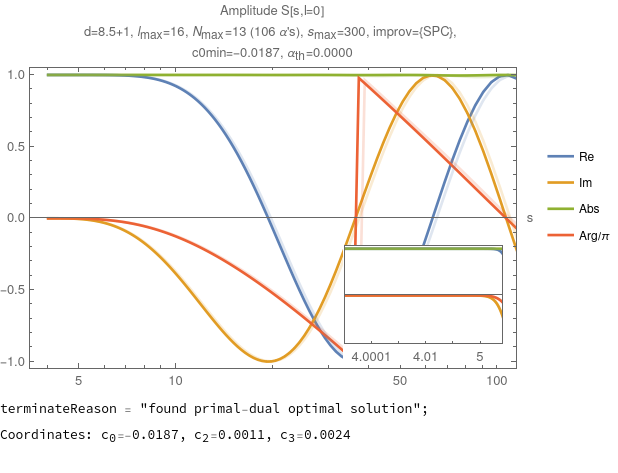 Amplitude S[s,l=0]
d=8.5+1, lmax=16, Nmax=13 (106 α's), smax=300, improv={SPC},
c0min=−0.0187, αth=0.0000
1.0
0.5
0.0
−0.5
−1.0
s
Re
Im
Abs
Arg/π
4.0001 4.01 5
5 10 50 100
terminateReason = "found primal-dual optimal solution";
Coordinates: c0=-0.0187, c2=0.0011, c3=0.0024